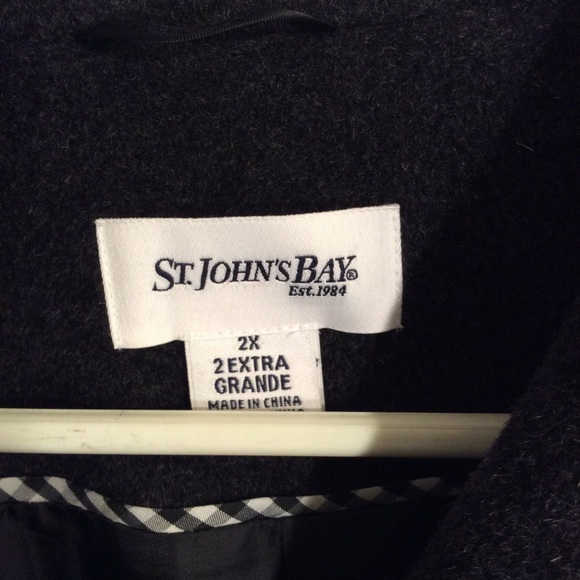 ST. JOHN'S BAY®
Est. 1984
2X
2 EXTRA
GRANDE
MADE IN CHINA